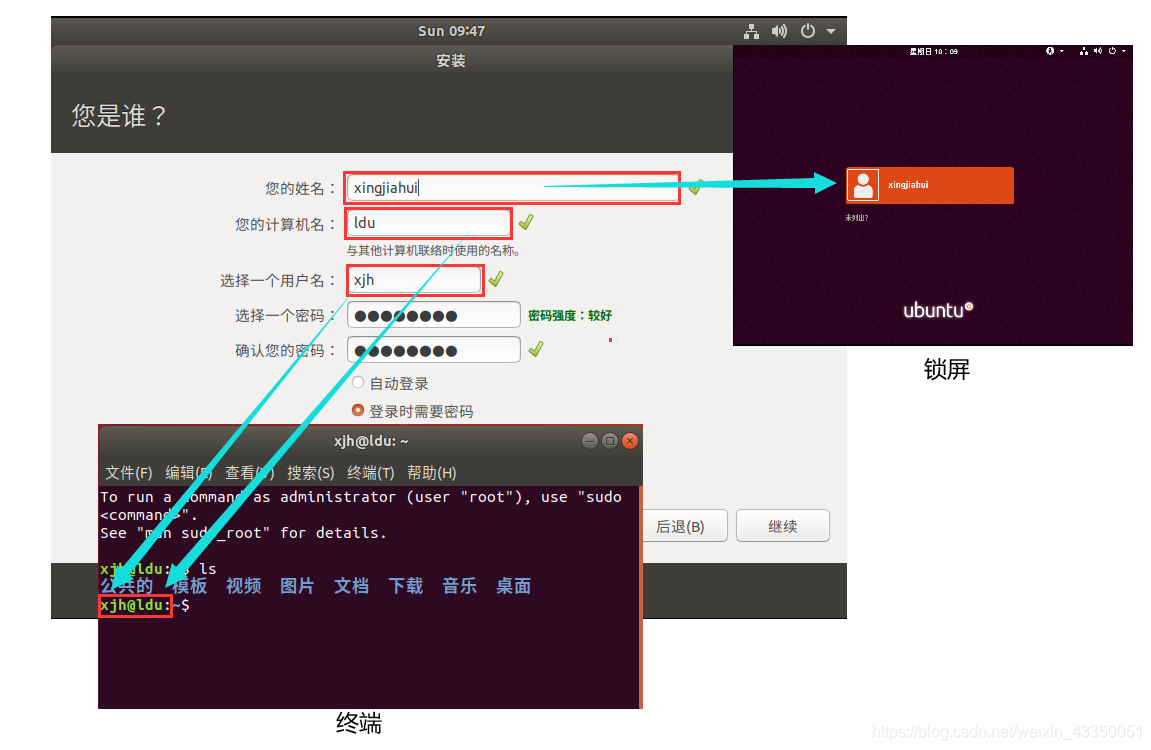 Sun 09:47
安装
您是谁？
您的姓名： xingjiahui
您的计算机名： ldu
与其他计算机联络时使用的名称。
选择一个用户名： xjh
选择一个密码： ●●●●●●●● 密码强度：较好
确认您的密码： ●●●●●●●●
自动登录
登录时需要密码
后退(B) 继续
星期日 10：09
xingjiahui
未列出?
ubuntu
锁屏
xjh@ldu: ~
文件(F) 编辑(E) 查看(V) 搜索(S) 终端(T) 帮助(H)
To run a command as administrator (user "root"), use "sudo
<command>".
See "man sudo_root" for details.
xjh@ldu:~$ ls
公共的 模板 视频 图片 文档 下载 音乐 桌面
xjh@ldu:~$
终端
https://blog.csdn.net/weixin_43350051